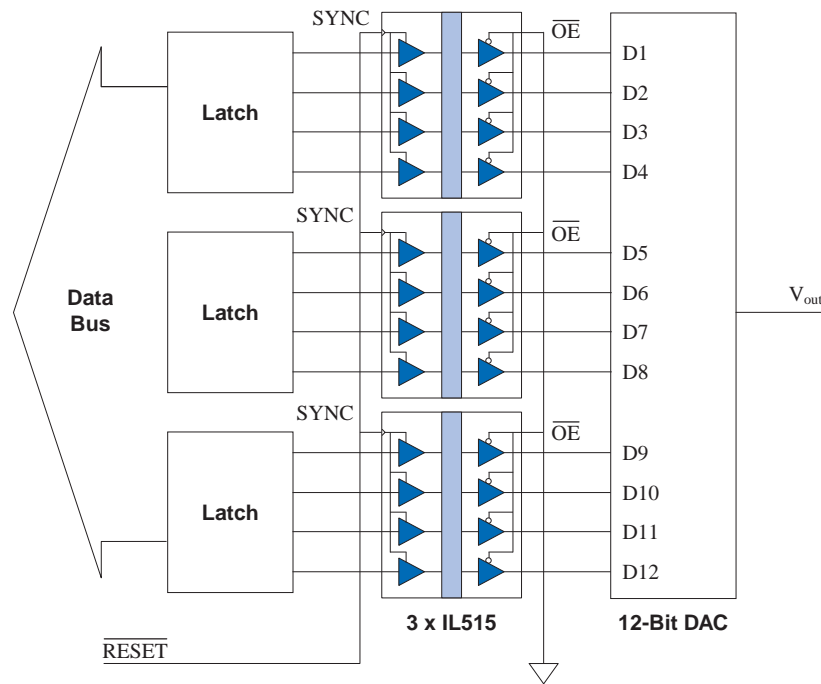 SYNC
OE
D1
D2
Latch
D3
D4
SYNC
OE
D5
D6
Data
Bus
Latch
Vout
D7
D8
SYNC
OE
D9
D10
Latch
D11
D12
3 x IL515
12-Bit DAC
RESET